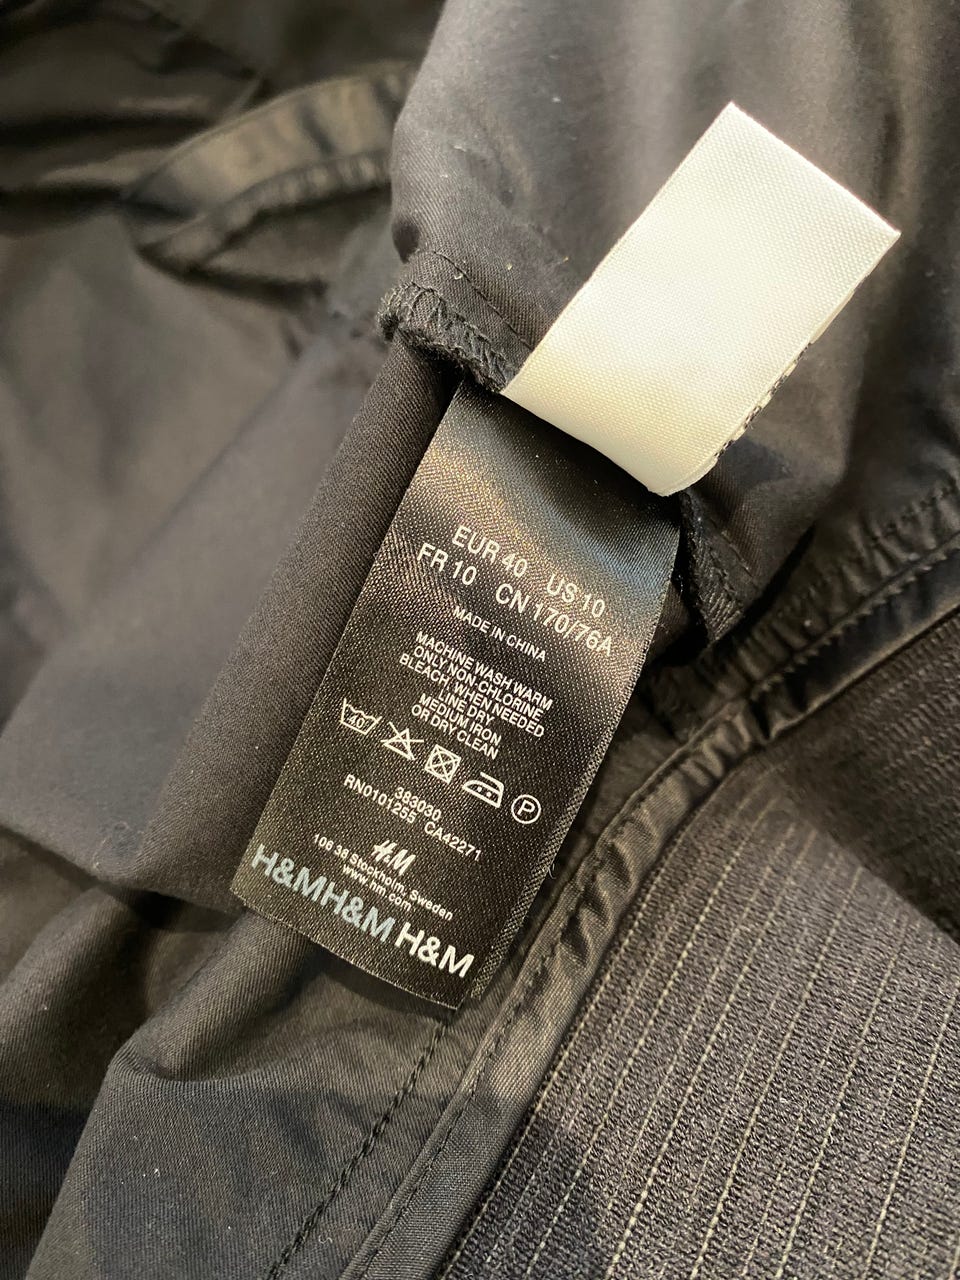 EUR 40 US 10
FR 10 CN 170/76A
MADE IN CHINA
MACHINE WASH WARM
ONLY NON-CHLORINE
BLEACH, WHEN NEEDED
LINE DRY
MEDIUM IRON
OR DRY CLEAN
40° P
383030
RN0101255 CA42271
H&M
106 38 Stockholm, Sweden
www.hm.com
H&MH&M H&M